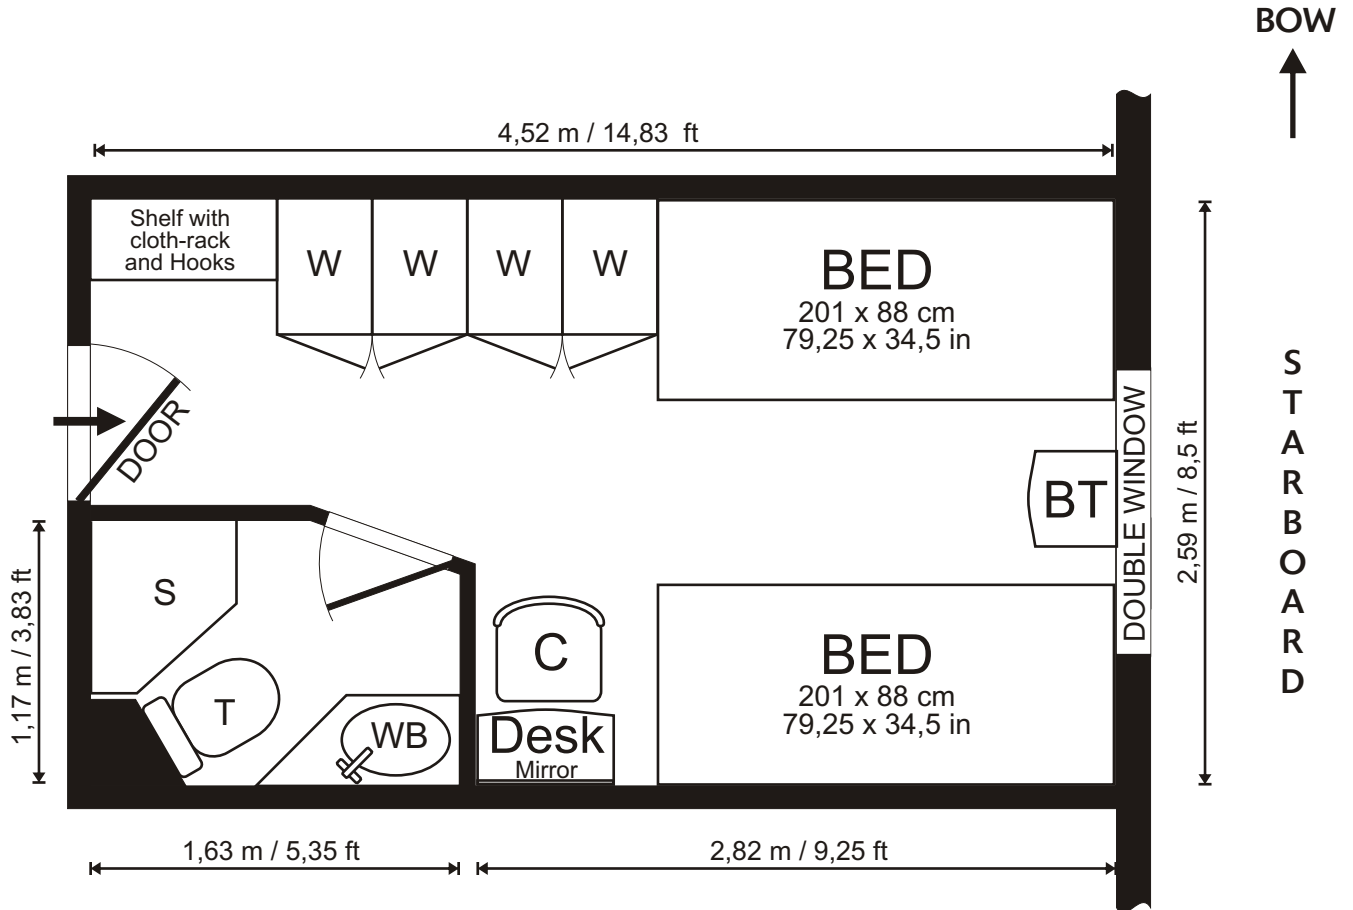 BOW
4,52 m / 14,83 ft
Shelf with
cloth-rack
and Hooks
W
W
W
W
BED
201 x 88 cm
79,25 x 34,5 in
DOOR
BT
DOUBLE WINDOW
2,59 m / 8,5 ft
STARBOARD
1,17 m / 3,83 ft
S
T
WB
C
Desk
Mirror
BED
201 x 88 cm
79,25 x 34,5 in
1,63 m / 5,35 ft
2,82 m / 9,25 ft